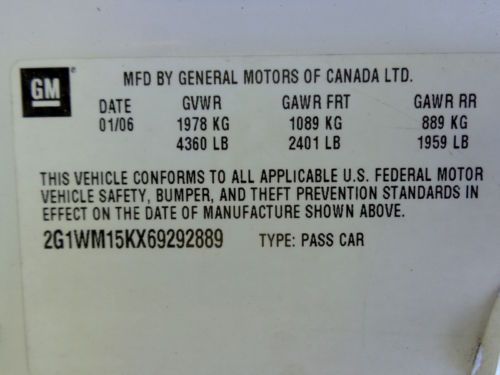 GM® MFD BY GENERAL MOTORS OF CANADA LTD.
DATE GVWR GAWR FRT GAWR RR
01/06 1978 KG 1089 KG 889 KG
4360 LB 2401 LB 1959 LB
THIS VEHICLE CONFORMS TO ALL APPLICABLE U.S. FEDERAL MOTOR
VEHICLE SAFETY, BUMPER, AND THEFT PREVENTION STANDARDS IN
EFFECT ON THE DATE OF MANUFACTURE SHOWN ABOVE.
2G1WM15KX69292889 TYPE: PASS CAR